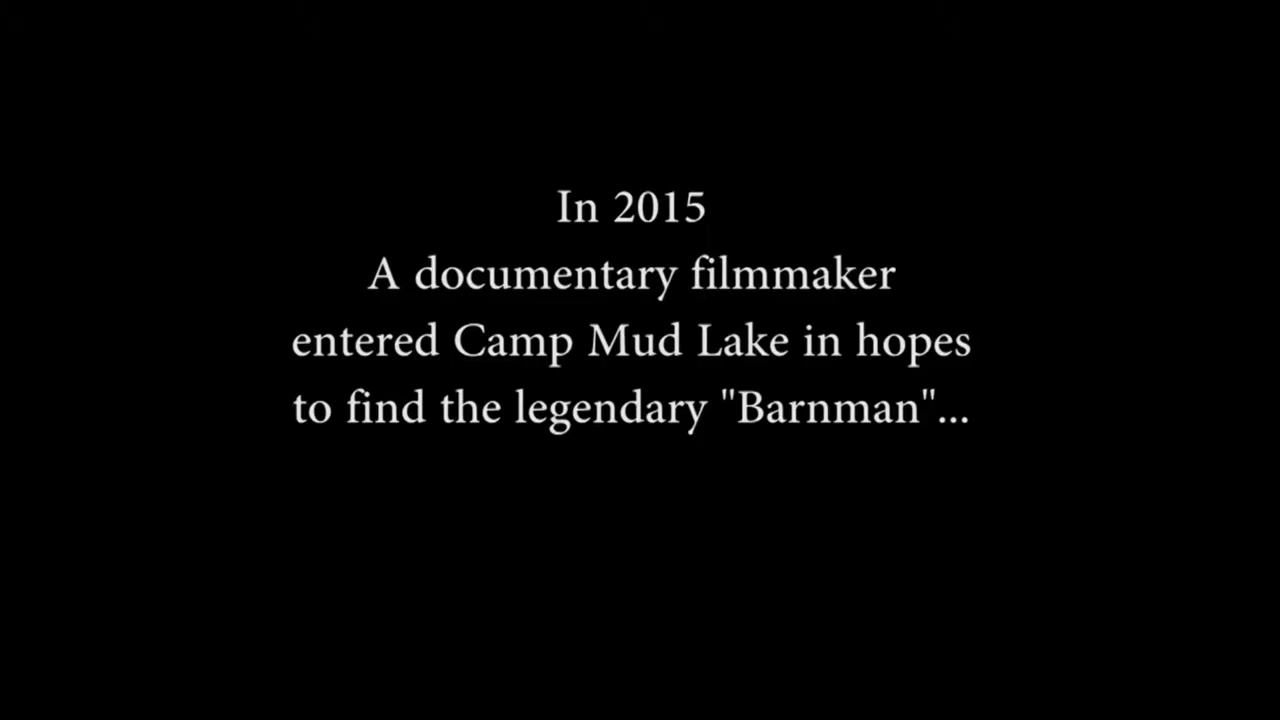 In 2015
A documentary filmmaker
entered Camp Mud Lake in hopes
to find the legendary "Barnman"...